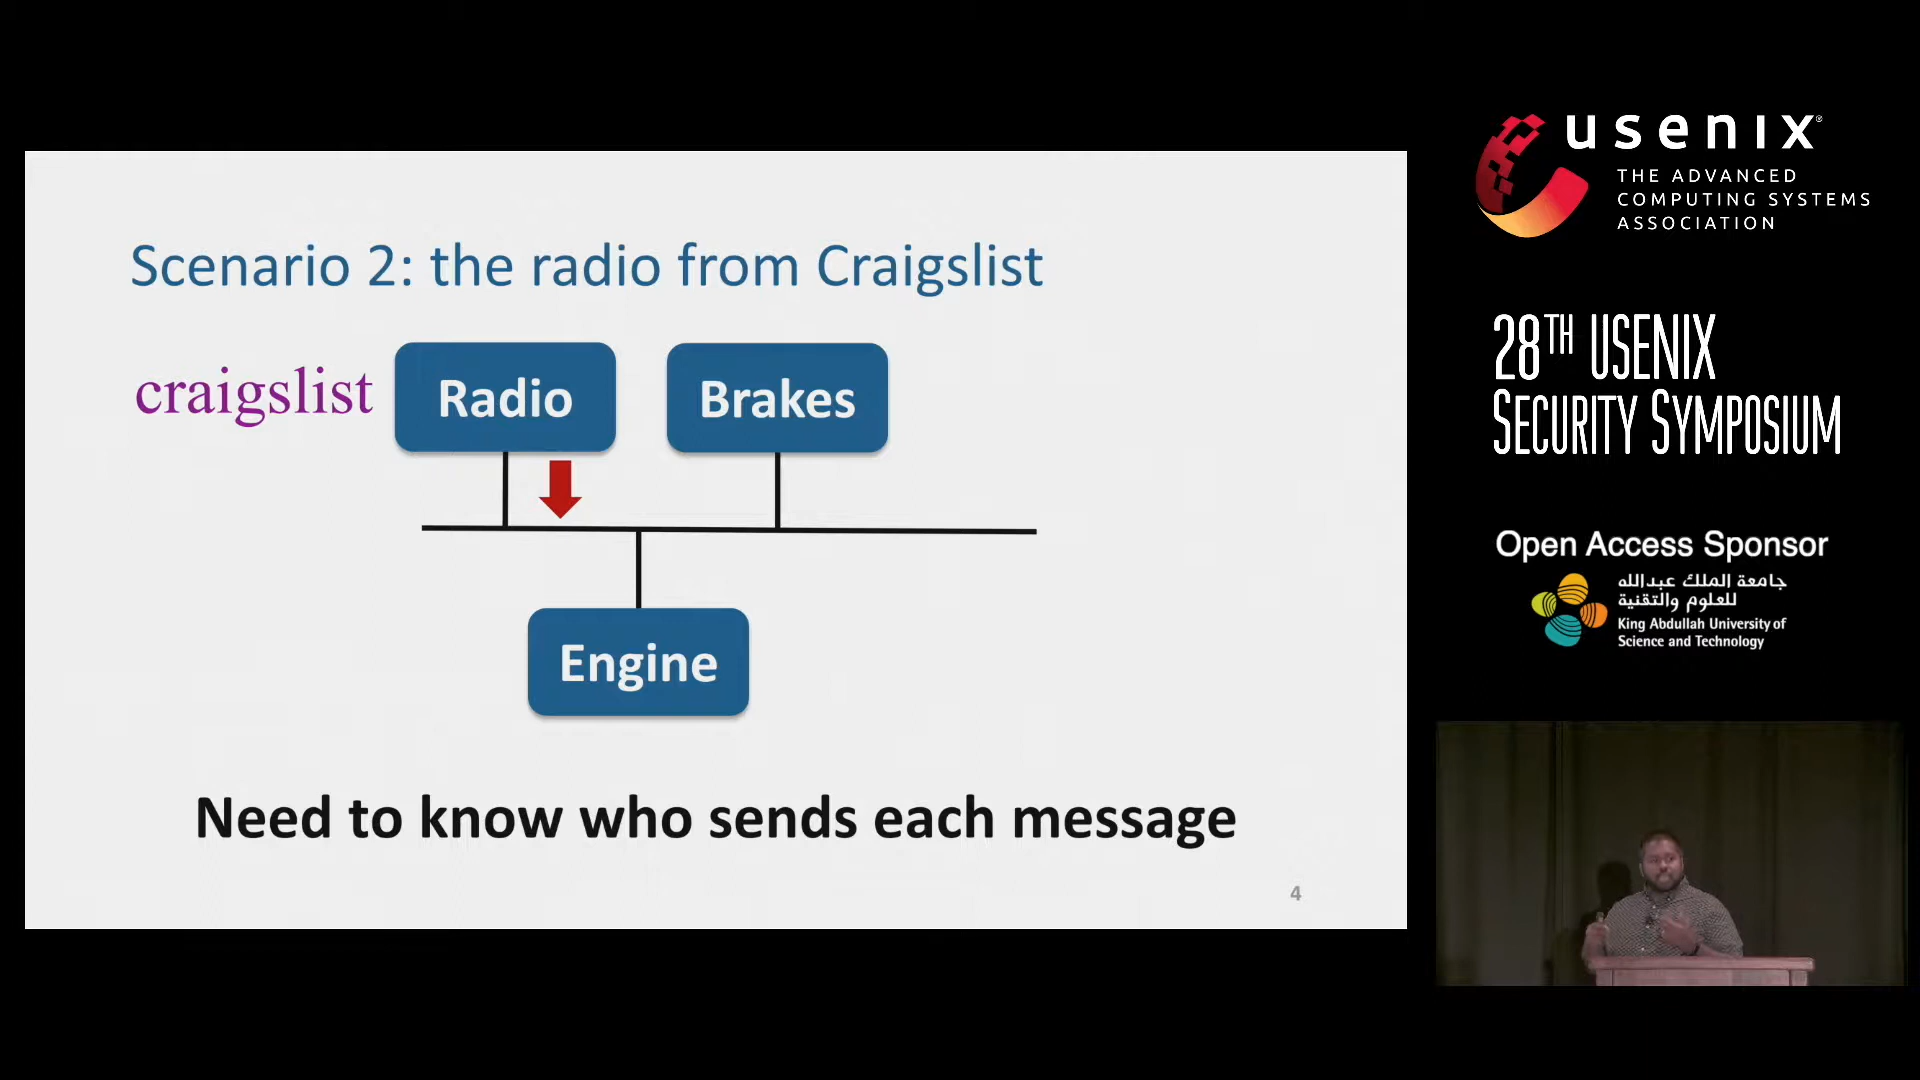 Scenario 2: the radio from Craigslist
craigslist
Radio
Brakes
Engine
Need to know who sends each message
4
usenix®
THE ADVANCED
COMPUTING SYSTEMS
ASSOCIATION
28TH USENIX
SECURITY SYMPOSIUM
Open Access Sponsor
جامعة الملك عبدالله
للعلوم والتقنية
King Abdullah University of
Science and Technology